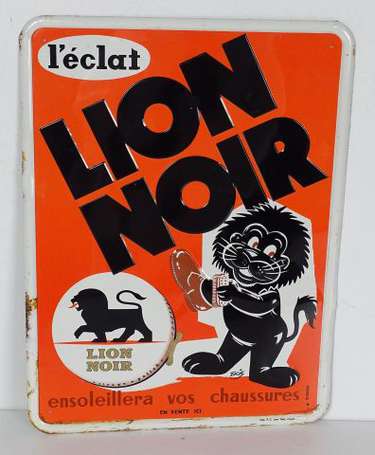 l'éclat
LION
NOIR
LION
NOIR
ensoleillera vos chaussures
EN VENTE ICI